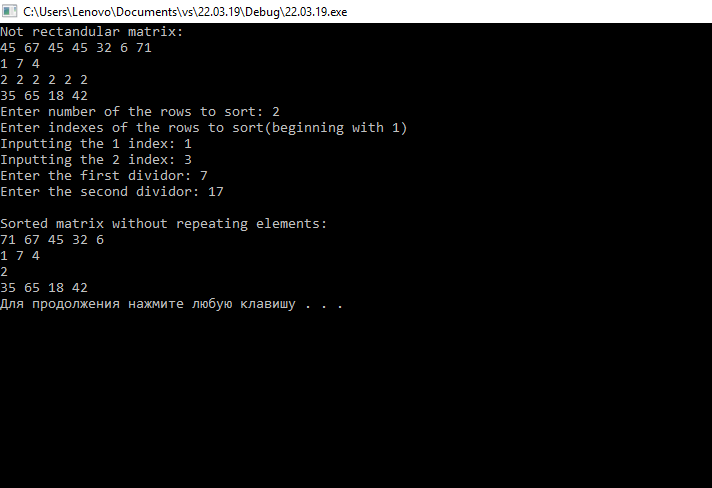 C:\Users\Lenovo\Documents\vs\22.03.19\Debug\22.03.19.exe
Not rectandular matrix:
45 67 45 45 32 6 71
1 7 4
2 2 2 2 2 2
35 65 18 42
Enter number of the rows to sort: 2
Enter indexes of the rows to sort(beginning with 1)
Inputting the 1 index: 1
Inputting the 2 index: 3
Enter the first dividor: 7
Enter the second dividor: 17
Sorted matrix without repeating elements:
71 67 45 32 6
1 7 4
2
35 65 18 42
Для продолжения нажмите любую клавишу . . .